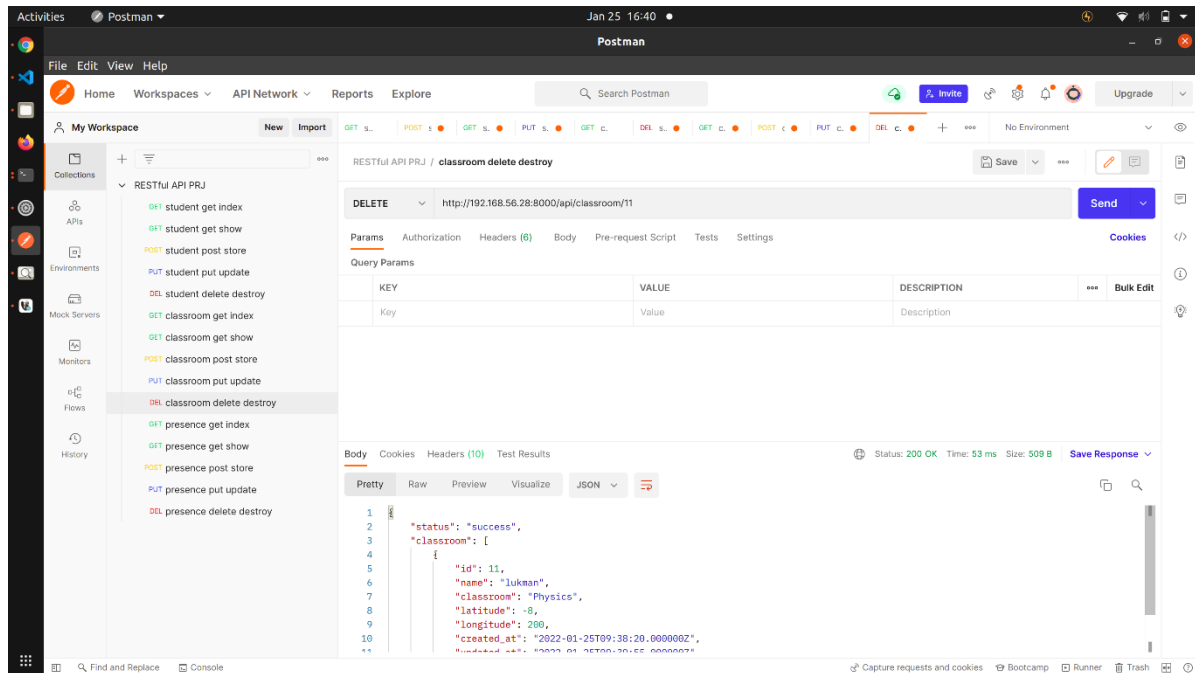 Activities Postman Jan 25 16:40
Postman
File Edit View Help
Home Workspaces API Network Reports Explore Search Postman Invite Upgrade
My Workspace New Import GET s.. POST s GET s. PUT s. GET c. DEL s.. GET c. POST c PUT c. DEL c. No Environment
RESTful API PRJ / classroom delete destroy Save
Collections
APIs
Environments
Mock Servers
Monitors
Flows
History
RESTful API PRJ
GET student get index
GET student get show
POST student post store
PUT student put update
DEL student delete destroy
GET classroom get index
GET classroom get show
POST classroom post store
PUT classroom put update
DEL classroom delete destroy
GET presence get index
GET presence get show
POST presence post store
PUT presence put update
DEL presence delete destroy
DELETE http://192.168.56.28:8000/api/classroom/11 Send
Params Authorization Headers (6) Body Pre-request Script Tests Settings Cookies
Query Params
KEY VALUE DESCRIPTION Bulk Edit
Key Value Description
Body Cookies Headers (10) Test Results Status: 200 OK Time: 53 ms Size: 509 B Save Response
Pretty Raw Preview Visualize JSON
1 {
2 "status": "success",
3 "classroom": [
4 {
5 "id": 11,
6 "name": "lukman",
7 "classroom": "Physics",
8 "latitude": -8,
9 "longitude": 200,
10 "created_at": "2022-01-25T09:38:20.000000Z",
Find and Replace Console Capture requests and cookies Bootcamp Runner Trash